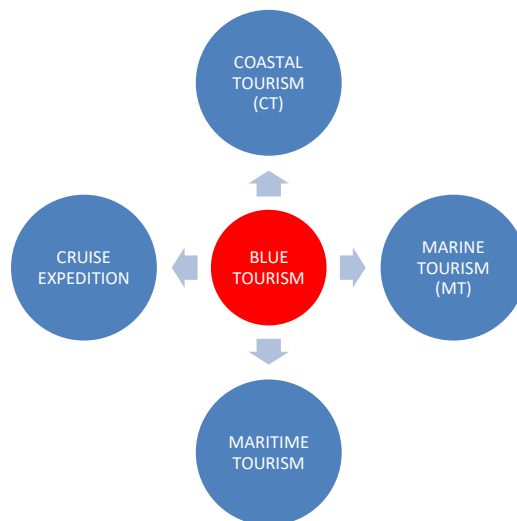 COASTAL
TOURISM
(CT)
CRUISE
EXPEDITION
BLUE
TOURISM
MARINE
TOURISM
(MT)
MARITIME
TOURISM